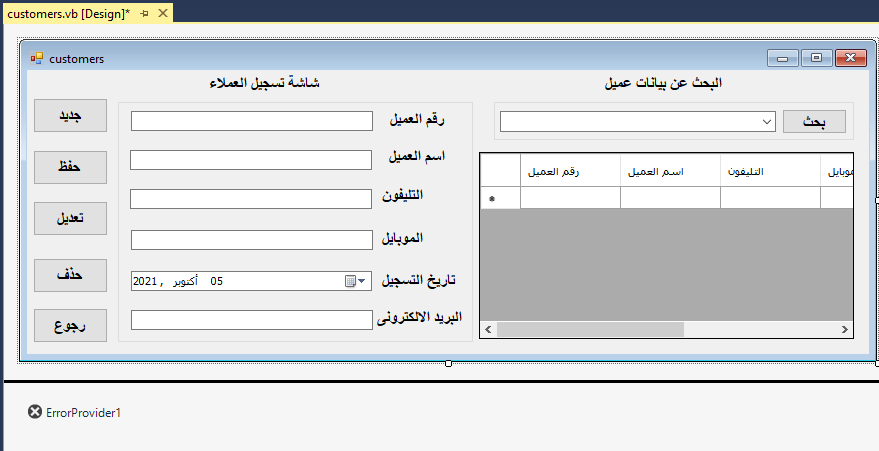 customers.vb [Design]*
customers
شاشة تسجيل العملاء
البحث عن بيانات عميل
جديد
حفظ
تعديل
حذف
رجوع
رقم العميل
اسم العميل
التليفون
الموبايل
تاريخ التسجيل
05 أكتوبر, 2021
البريد الالكترونى
بحث
رقم العميل
اسم العميل
التليفون
موبايل
ErrorProvider1